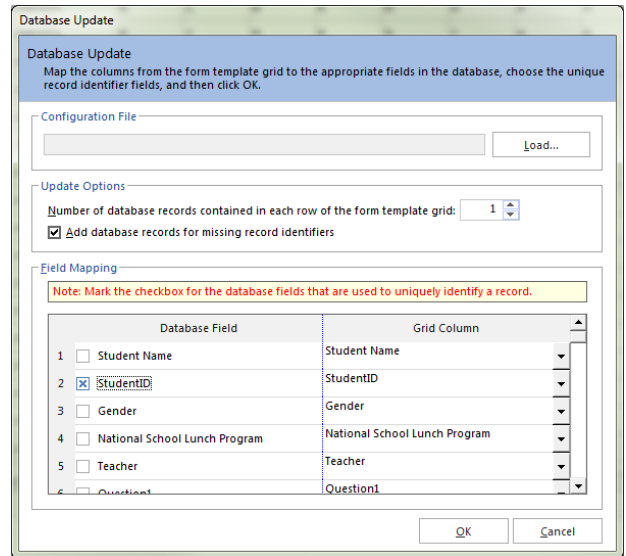 Database Update
Database Update
Map the columns from the form template grid to the appropriate fields in the database, choose the unique
record identifier fields, and then click OK.
Configuration File
Load...
Update Options
Number of database records contained in each row of the form template grid: 1
Add database records for missing record identifiers
Field Mapping
Note: Mark the checkbox for the database fields that are used to uniquely identify a record.
Database Field Grid Column
1 Student Name Student Name
2 StudentID StudentID
3 Gender Gender
4 National School Lunch Program National School Lunch Program
5 Teacher Teacher
6 Question1 Question1
OK Cancel